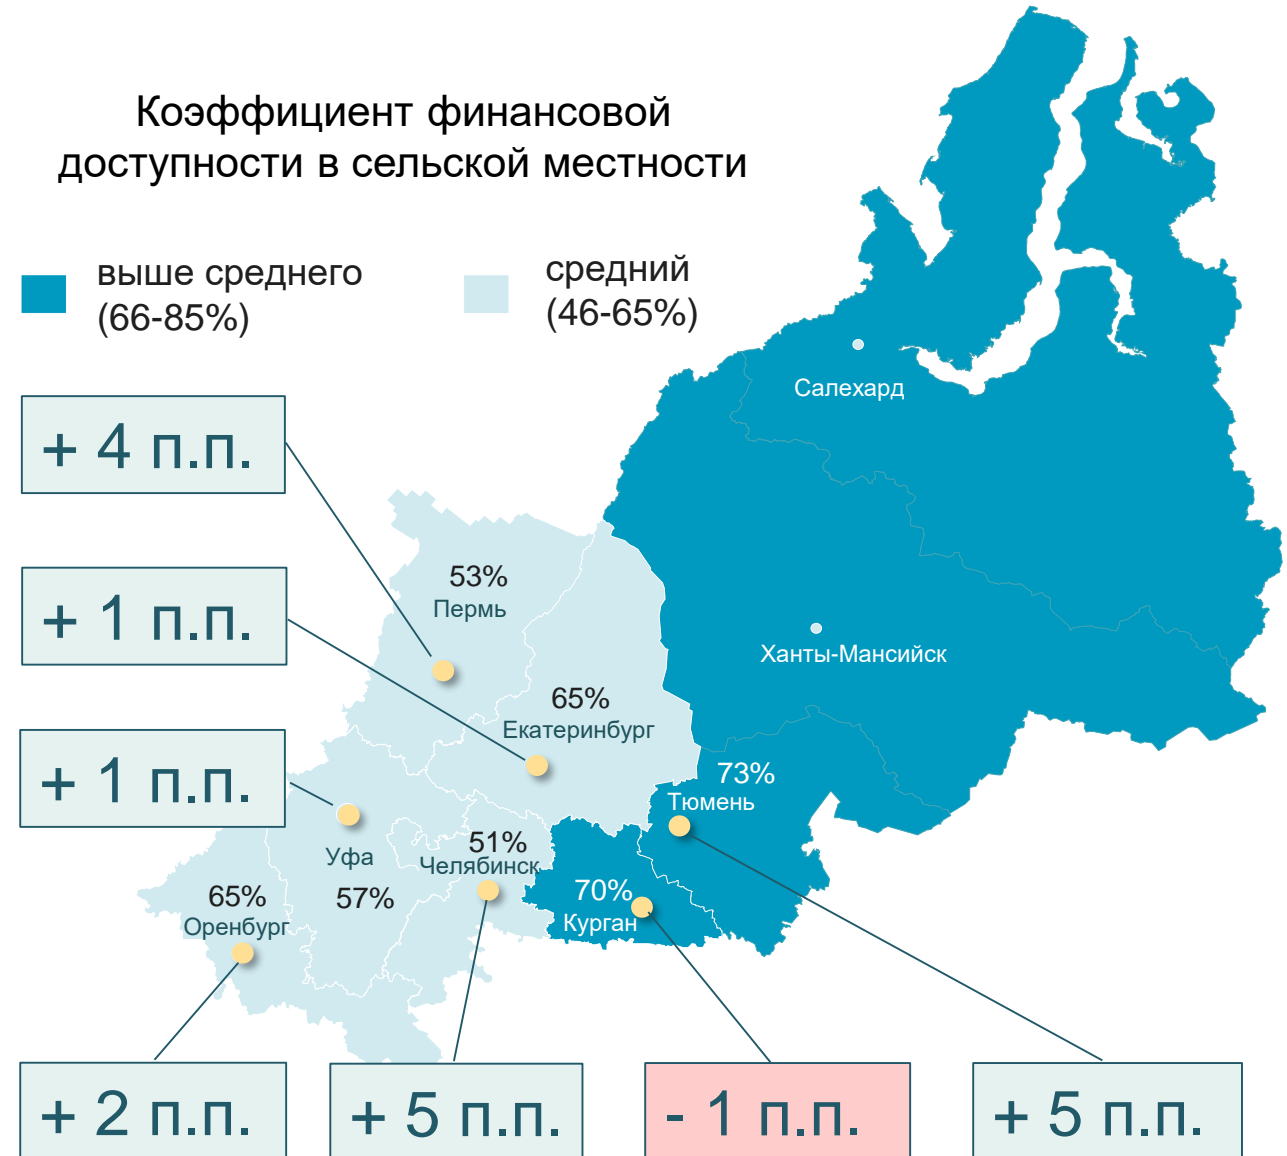 Коэффициент финансовой
доступности в сельской местности
выше среднего
(66-85%)
средний
(46-65%)
Салехард
+ 4 п.п.
53%
Пермь
+ 1 п.п.
Ханты-Мансийск
65%
Екатеринбург
+ 1 п.п.
73%
Тюмень
Уфа
57%
51%
Челябинск
65%
Оренбург
70%
Курган
+ 2 п.п.
+ 5 п.п.
- 1 п.п.
+ 5 п.п.